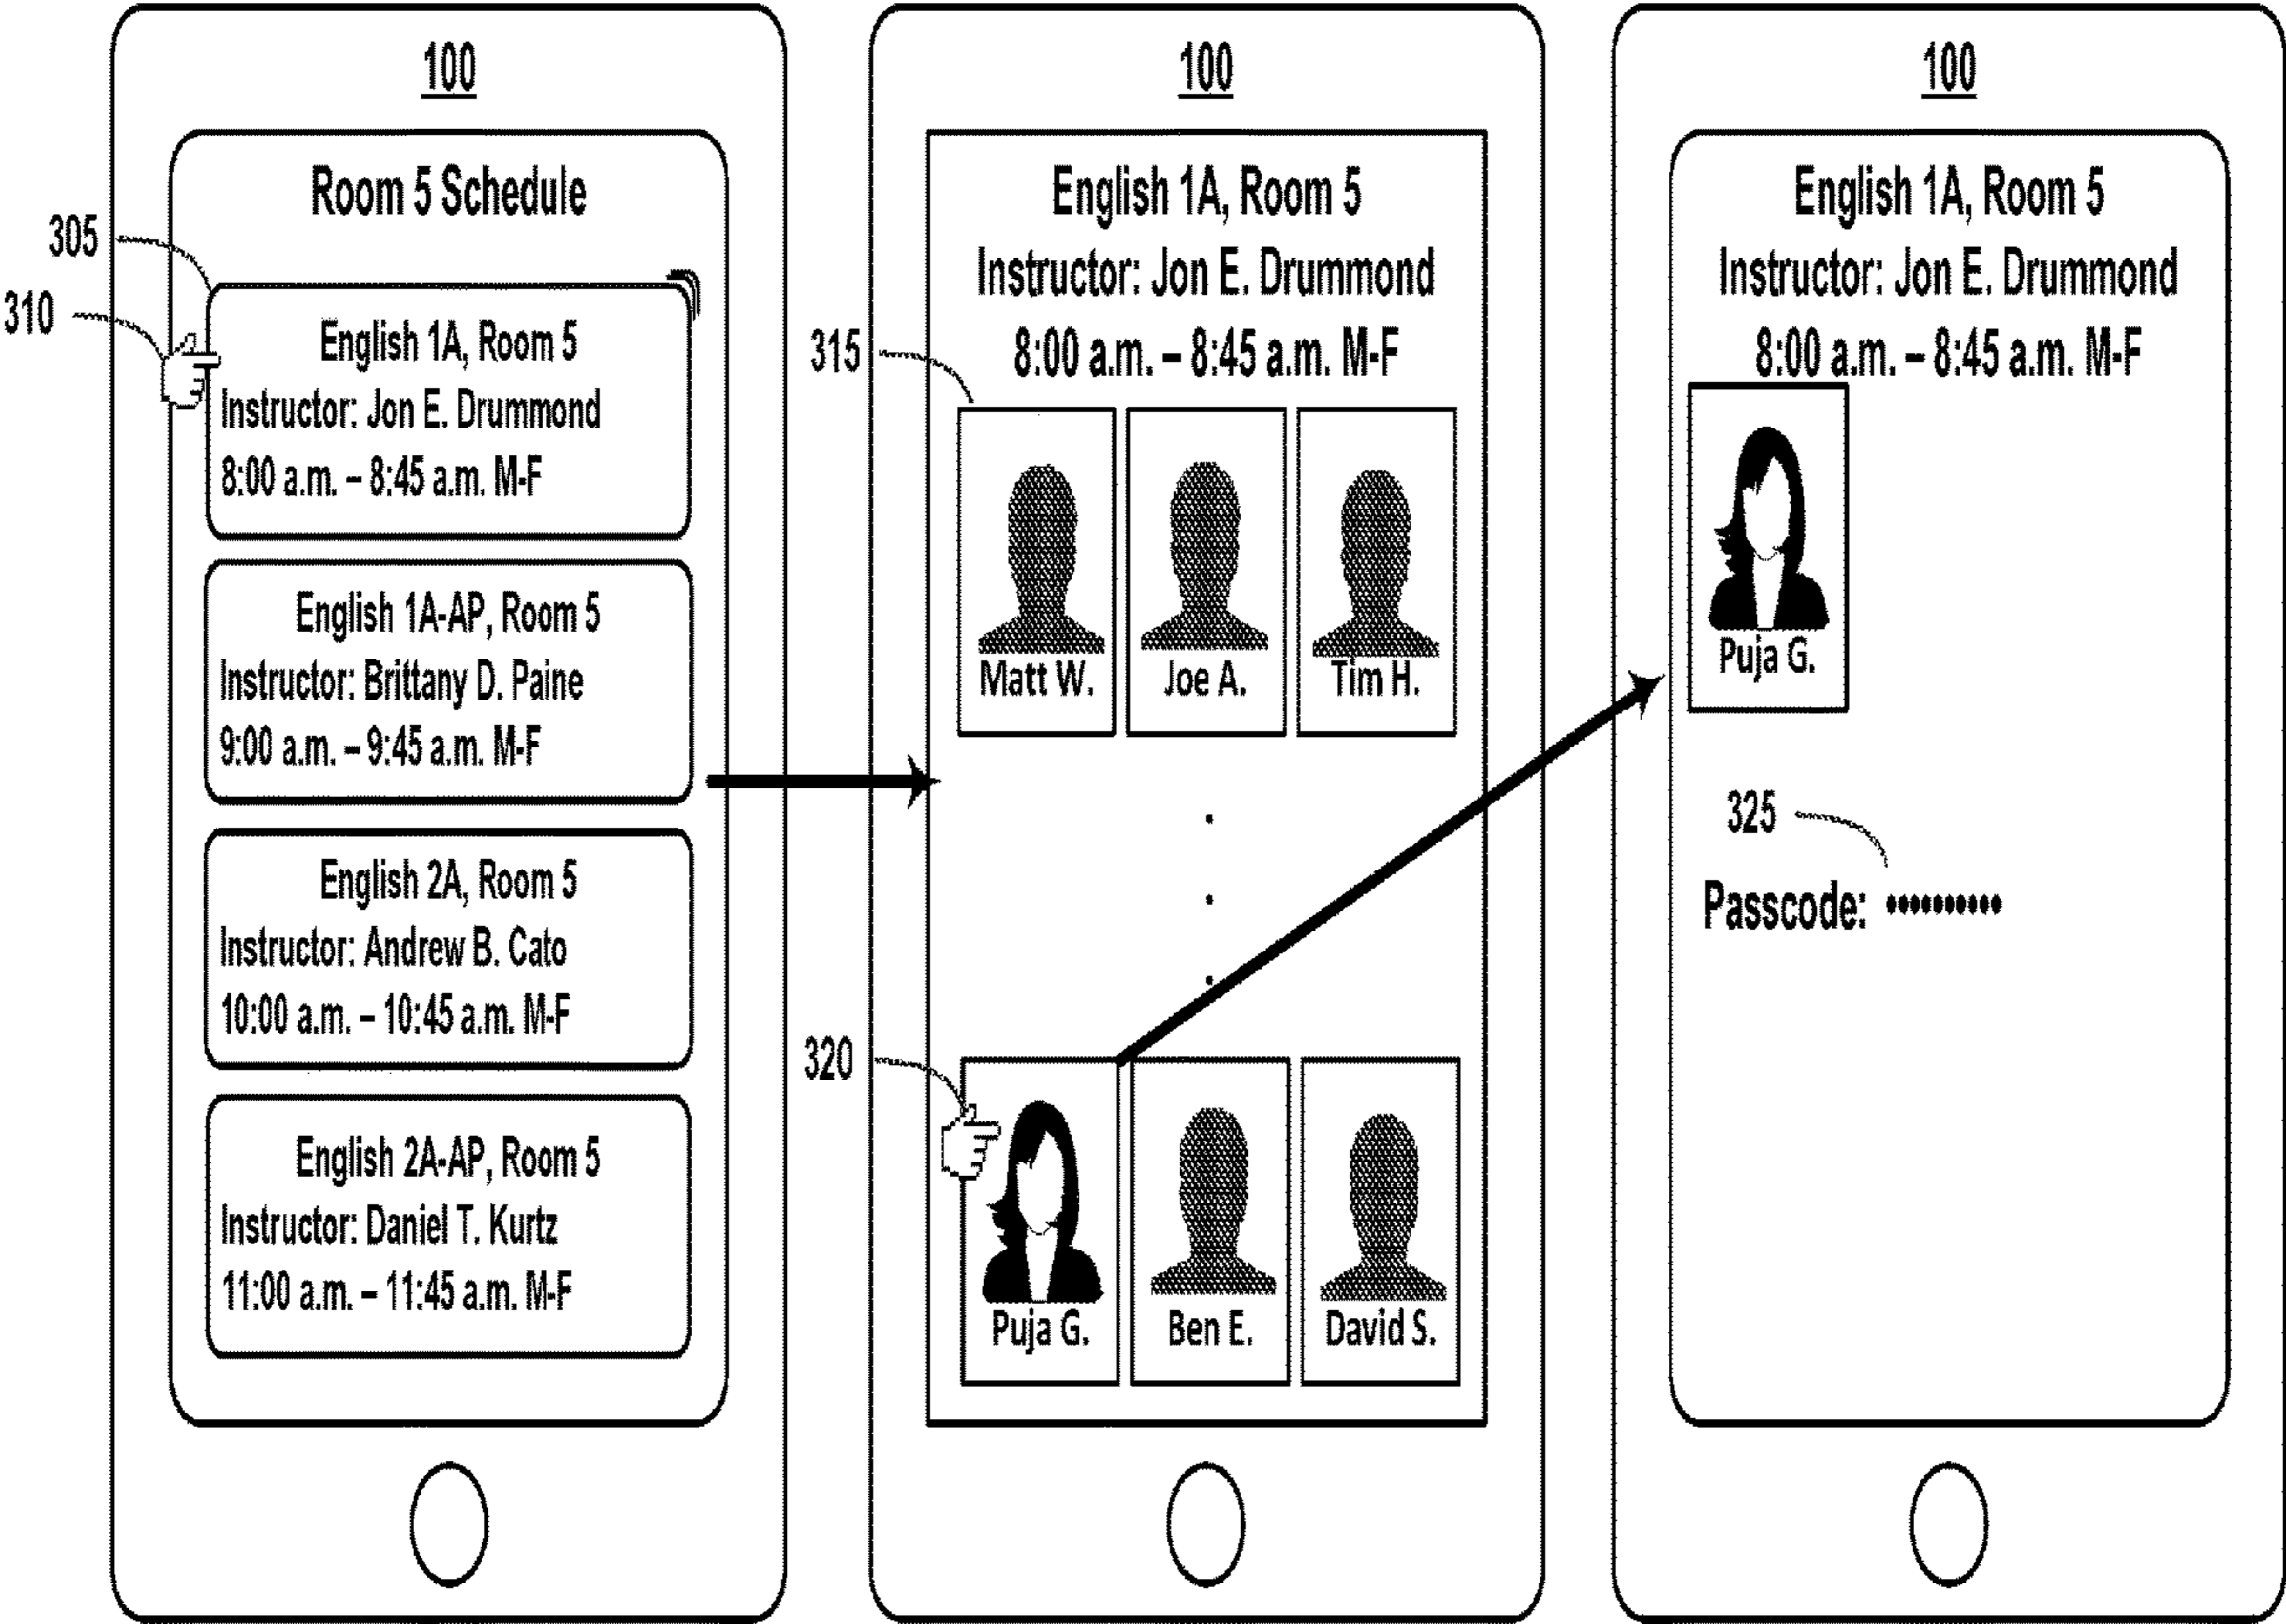 100
Room 5 Schedule
305
310
English 1A, Room 5
Instructor: Jon E. Drummond
8:00 a.m. – 8:45 a.m. M-F
English 1A-AP, Room 5
Instructor: Brittany D. Paine
9:00 a.m. – 9:45 a.m. M-F
English 2A, Room 5
Instructor: Andrew B. Cato
10:00 a.m. – 10:45 a.m. M-F
English 2A-AP, Room 5
Instructor: Daniel T. Kurtz
11:00 a.m. – 11:45 a.m. M-F
100
English 1A, Room 5
Instructor: Jon E. Drummond
8:00 a.m. – 8:45 a.m. M-F
315
Matt W. Joe A. Tim H.
320
Puja G. Ben E. David S.
100
English 1A, Room 5
Instructor: Jon E. Drummond
8:00 a.m. – 8:45 a.m. M-F
Puja G.
325
Passcode: ••••••••••